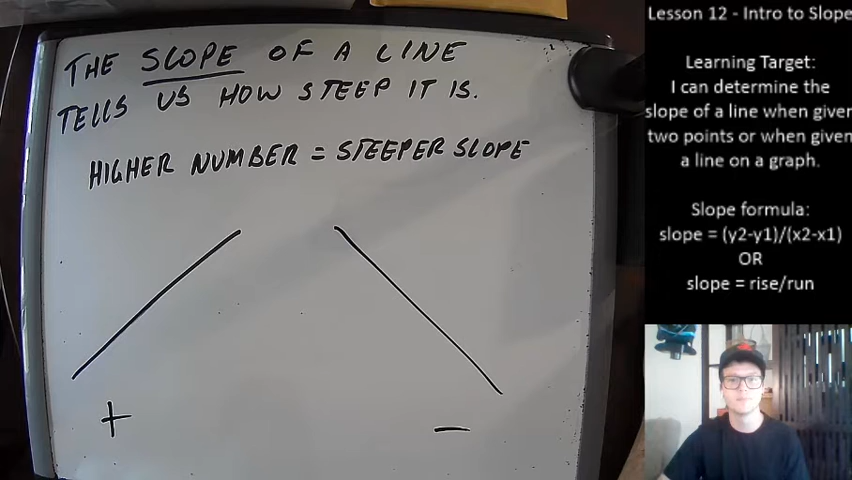 THE SLOPE OF A LINE
TELLS US HOW STEEP IT IS.
HIGHER NUMBER = STEEPER SLOPE
+
−
Lesson 12 - Intro to Slope
Learning Target:
I can determine the
slope of a line when given
two points or when given
a line on a graph.
Slope formula:
slope = (y2-y1)/(x2-x1)
OR
slope = rise/run